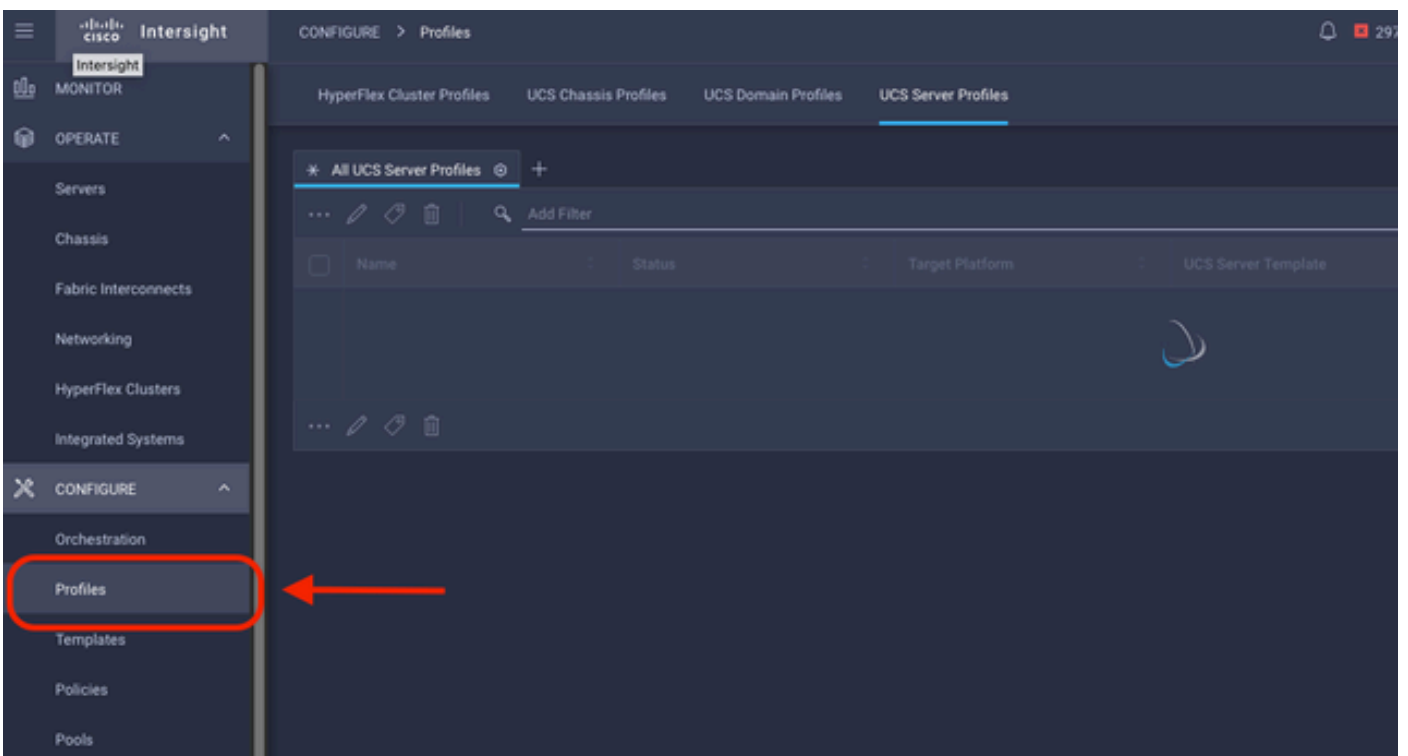 cisco Intersight
CONFIGURE > Profiles
297
Intersight
MONITOR
HyperFlex Cluster Profiles UCS Chassis Profiles UCS Domain Profiles UCS Server Profiles
OPERATE
All UCS Server Profiles
Servers
Add Filter
Chassis
Name Status Target Platform UCS Server Template
Fabric Interconnects
Networking
HyperFlex Clusters
Integrated Systems
CONFIGURE
Orchestration
Profiles
Templates
Policies
Pools